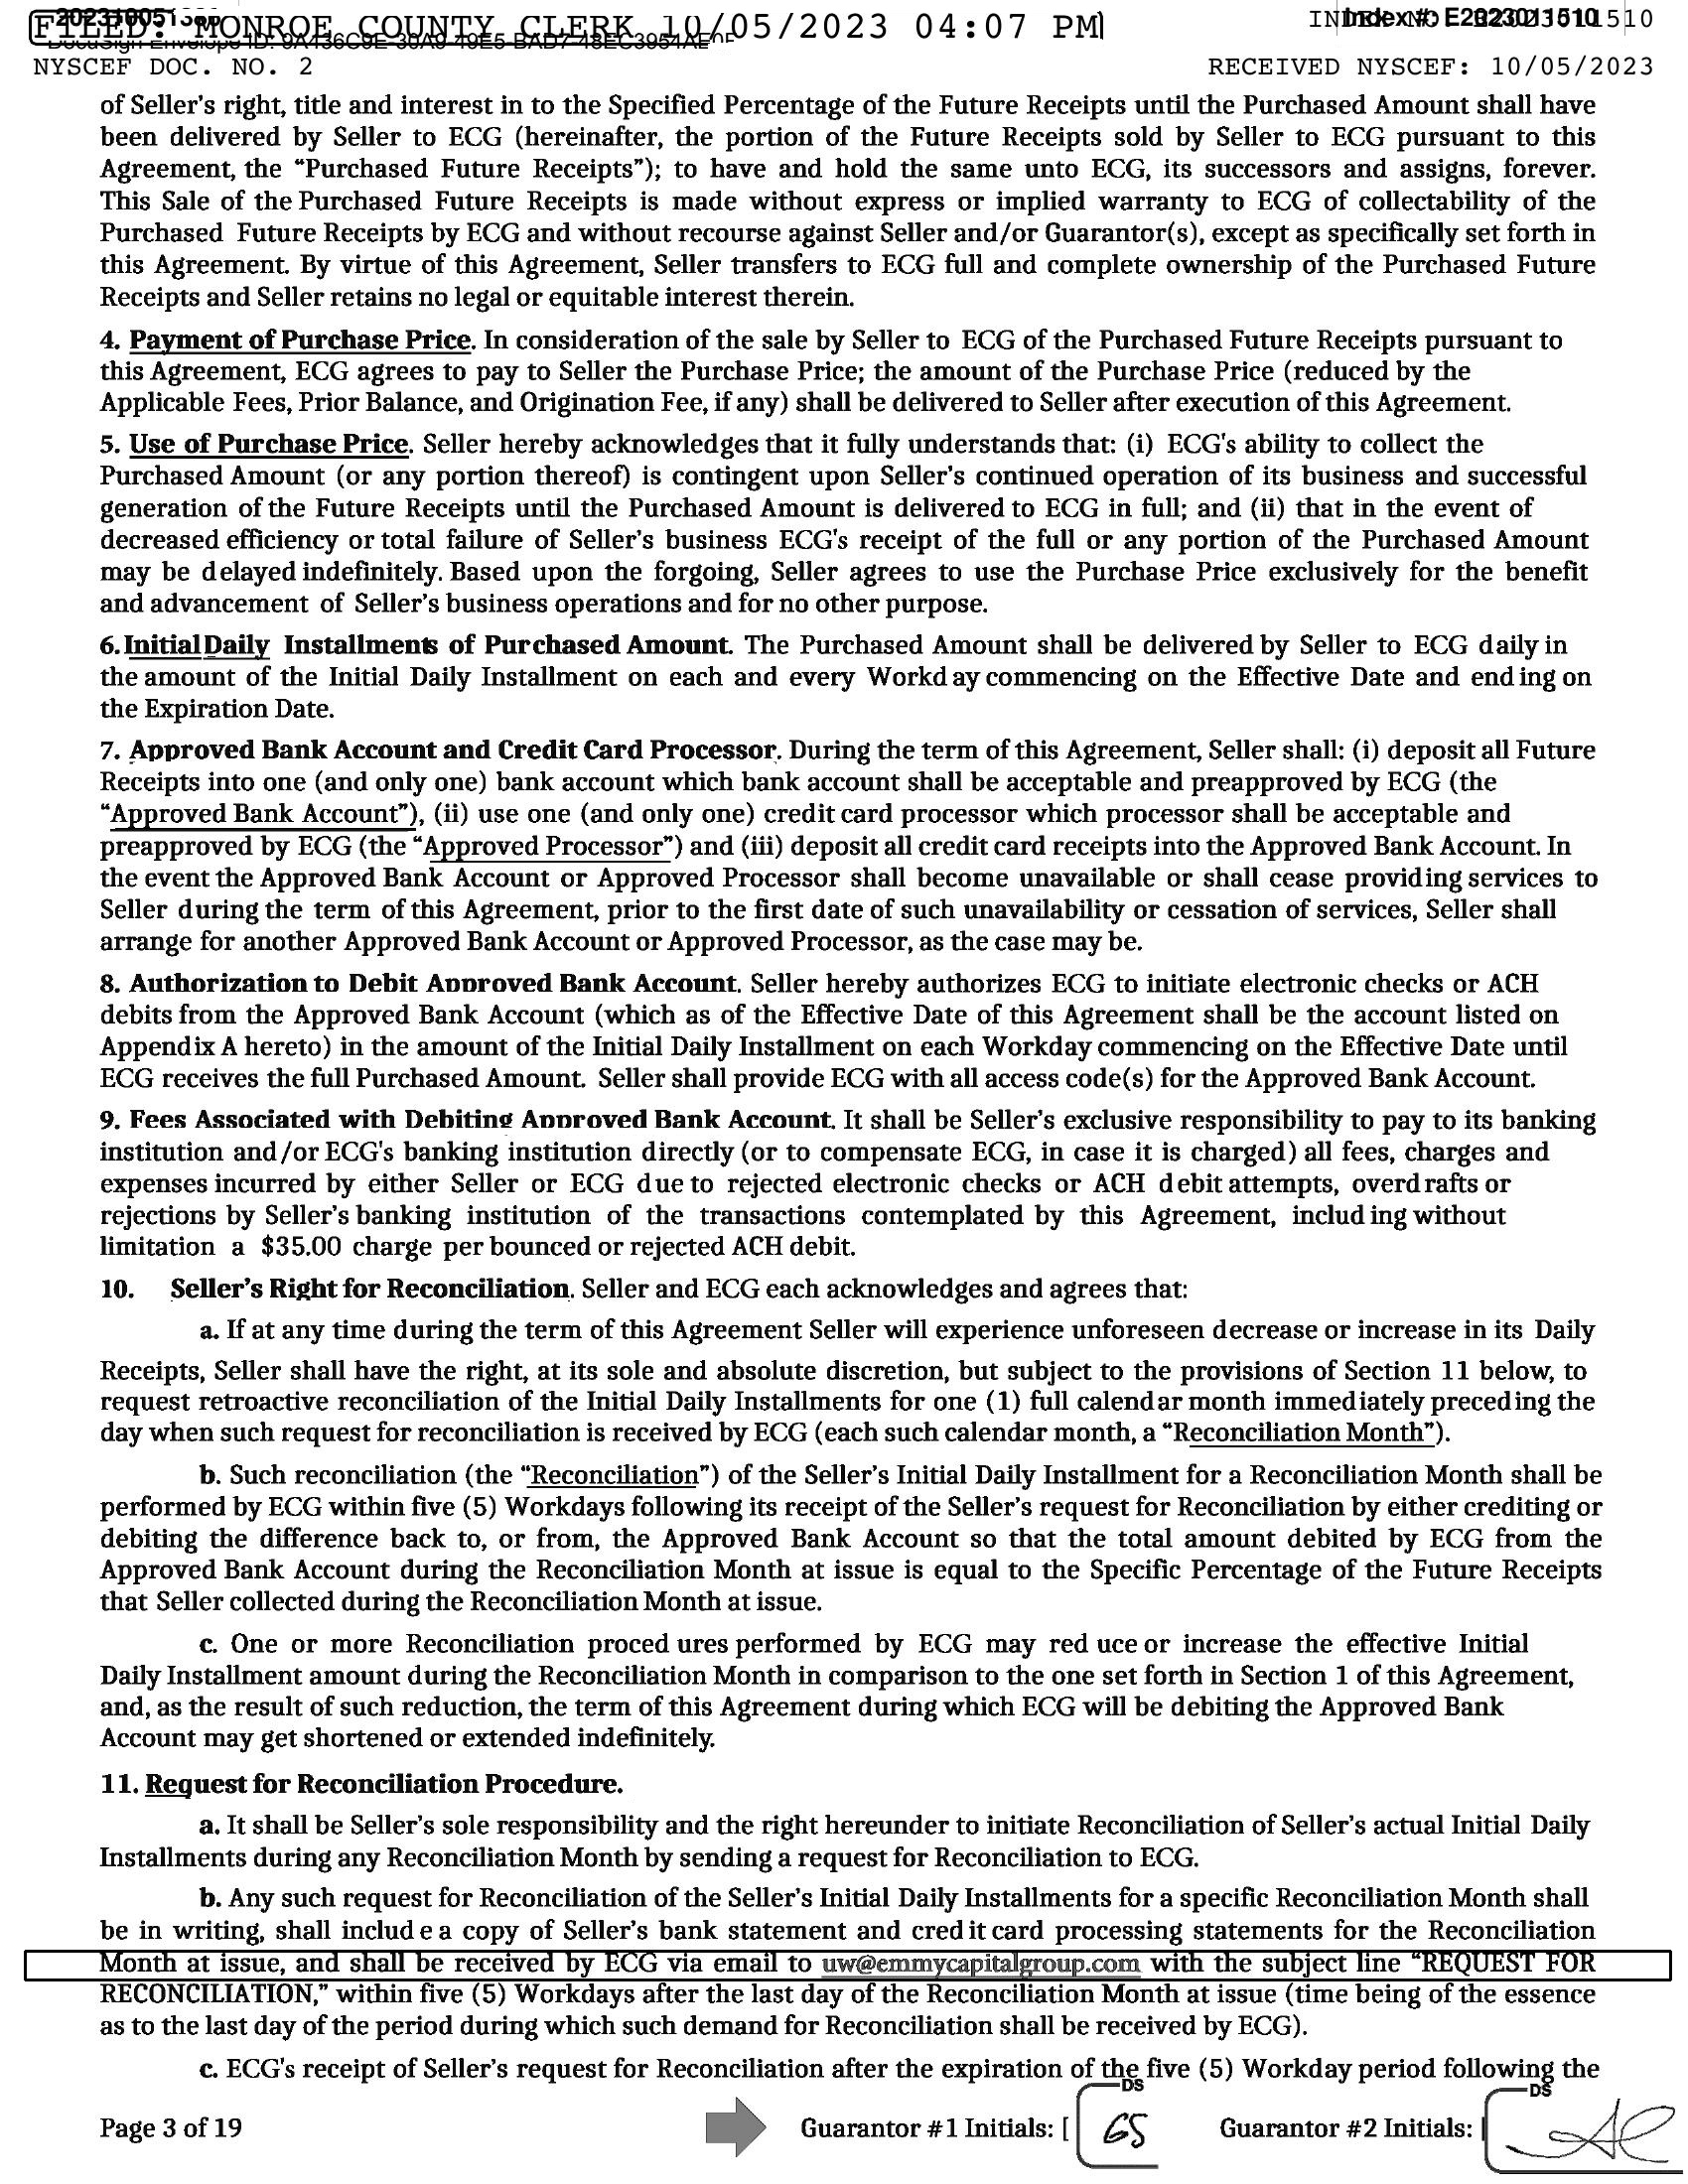 FILED: MONROE COUNTY CLERK 10/05/2023 04:07 PM
NYSCEF DOC. NO. 2
RECEIVED NYSCEF: 10/05/2023
of Seller’s right, title and interest in to the Specified Percentage of the Future Receipts until the Purchased Amount shall have
been delivered by Seller to ECG (hereinafter, the portion of the Future Receipts sold by Seller to ECG pursuant to this
Agreement, the “Purchased Future Receipts”); to have and hold the same unto ECG, its successors and assigns, forever.
This Sale of the Purchased Future Receipts is made without express or implied warranty to ECG of collectability of the
Purchased Future Receipts by ECG and without recourse against Seller and/or Guarantor(s), except as specifically set forth in
this Agreement. By virtue of this Agreement, Seller transfers to ECG full and complete ownership of the Purchased Future
Receipts and Seller retains no legal or equitable interest therein.
4. Payment of Purchase Price. In consideration of the sale by Seller to ECG of the Purchased Future Receipts pursuant to
this Agreement, ECG agrees to pay to Seller the Purchase Price; the amount of the Purchase Price (reduced by the
Applicable Fees, Prior Balance, and Origination Fee, if any) shall be delivered to Seller after execution of this Agreement.
5. Use of Purchase Price. Seller hereby acknowledges that it fully understands that: (i) ECG's ability to collect the
Purchased Amount (or any portion thereof) is contingent upon Seller’s continued operation of its business and successful
generation of the Future Receipts until the Purchased Amount is delivered to ECG in full; and (ii) that in the event of
decreased efficiency or total failure of Seller’s business ECG's receipt of the full or any portion of the Purchased Amount
may be delayed indefinitely. Based upon the forgoing, Seller agrees to use the Purchase Price exclusively for the benefit
and advancement of Seller’s business operations and for no other purpose.
6. Initial Daily Installments of Purchased Amount. The Purchased Amount shall be delivered by Seller to ECG daily in
the amount of the Initial Daily Installment on each and every Workday commencing on the Effective Date and ending on
the Expiration Date.
7. Approved Bank Account and Credit Card Processor. During the term of this Agreement, Seller shall: (i) deposit all Future
Receipts into one (and only one) bank account which bank account shall be acceptable and preapproved by ECG (the
“Approved Bank Account”), (ii) use one (and only one) credit card processor which processor shall be acceptable and
preapproved by ECG (the “Approved Processor”) and (iii) deposit all credit card receipts into the Approved Bank Account. In
the event the Approved Bank Account or Approved Processor shall become unavailable or shall cease providing services to
Seller during the term of this Agreement, prior to the first date of such unavailability or cessation of services, Seller shall
arrange for another Approved Bank Account or Approved Processor, as the case may be.
8. Authorization to Debit Approved Bank Account. Seller hereby authorizes ECG to initiate electronic checks or ACH
debits from the Approved Bank Account (which as of the Effective Date of this Agreement shall be the account listed on
Appendix A hereto) in the amount of the Initial Daily Installment on each Workday commencing on the Effective Date until
ECG receives the full Purchased Amount. Seller shall provide ECG with all access code(s) for the Approved Bank Account.
9. Fees Associated with Debiting Approved Bank Account. It shall be Seller’s exclusive responsibility to pay to its banking
institution and/or ECG's banking institution directly (or to compensate ECG, in case it is charged) all fees, charges and
expenses incurred by either Seller or ECG due to rejected electronic checks or ACH debit attempts, overdrafts or
rejections by Seller’s banking institution of the transactions contemplated by this Agreement, including without
limitation a $35.00 charge per bounced or rejected ACH debit.
10. Seller’s Right for Reconciliation. Seller and ECG each acknowledges and agrees that:
a. If at any time during the term of this Agreement Seller will experience unforeseen decrease or increase in its Daily
Receipts, Seller shall have the right, at its sole and absolute discretion, but subject to the provisions of Section 11 below, to
request retroactive reconciliation of the Initial Daily Installments for one (1) full calendar month immediately preceding the
day when such request for reconciliation is received by ECG (each such calendar month, a “Reconciliation Month”).
b. Such reconciliation (the “Reconciliation”) of the Seller’s Initial Daily Installment for a Reconciliation Month shall be
performed by ECG within five (5) Workdays following its receipt of the Seller’s request for Reconciliation by either crediting or
debiting the difference back to, or from, the Approved Bank Account so that the total amount debited by ECG from the
Approved Bank Account during the Reconciliation Month at issue is equal to the Specific Percentage of the Future Receipts
that Seller collected during the Reconciliation Month at issue.
c. One or more Reconciliation procedures performed by ECG may reduce or increase the effective Initial
Daily Installment amount during the Reconciliation Month in comparison to the one set forth in Section 1 of this Agreement,
and, as the result of such reduction, the term of this Agreement during which ECG will be debiting the Approved Bank
Account may get shortened or extended indefinitely.
11. Request for Reconciliation Procedure.
a. It shall be Seller’s sole responsibility and the right hereunder to initiate Reconciliation of Seller’s actual Initial Daily
Installments during any Reconciliation Month by sending a request for Reconciliation to ECG.
b. Any such request for Reconciliation of the Seller’s Initial Daily Installments for a specific Reconciliation Month shall
be in writing, shall include a copy of Seller’s bank statement and credit card processing statements for the Reconciliation
Month at issue, and shall be received by ECG via email to uw@emmycapitalgroup.com with the subject line “REQUEST FOR
RECONCILIATION,” within five (5) Workdays after the last day of the Reconciliation Month at issue (time being of the essence
as to the last day of the period during which such demand for Reconciliation shall be received by ECG).
c. ECG's receipt of Seller’s request for Reconciliation after the expiration of the five (5) Workday period following the
DS
DS
Page 3 of 19
Guarantor #1 Initials: [ GS
Guarantor #2 Initials: [